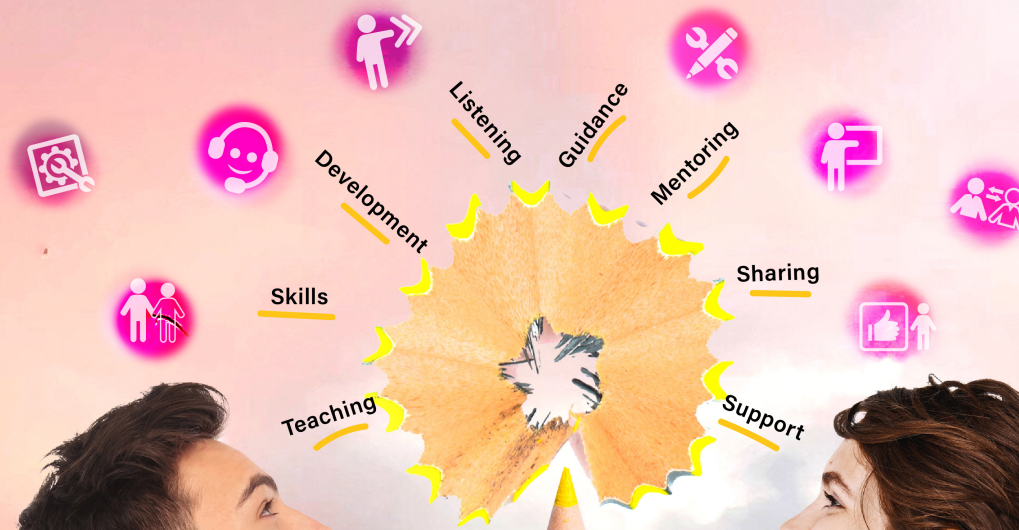 Listening
Guidance
Mentoring
Development
Sharing
Skills
Teaching
Support